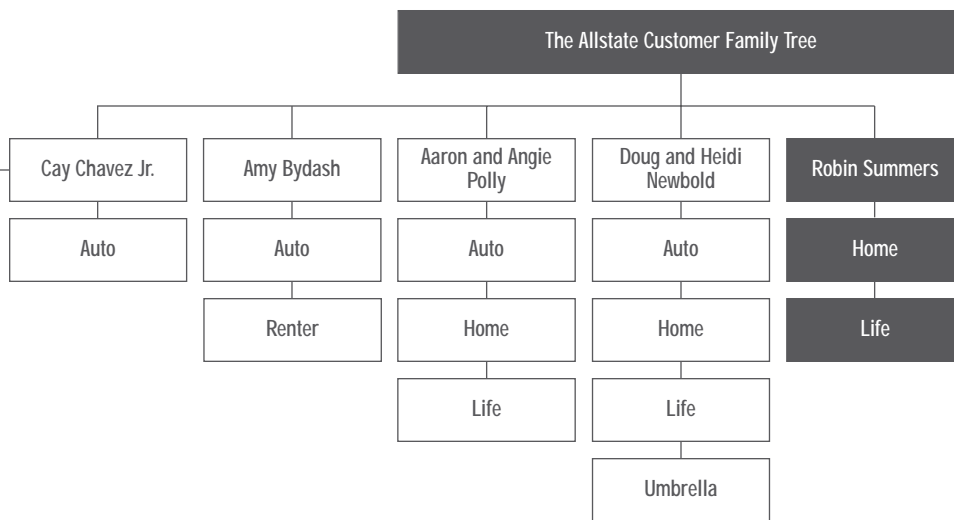 The Allstate Customer Family Tree
Cay Chavez Jr.
Amy Bydash
Aaron and Angie
Polly
Doug and Heidi
Newbold
Robin Summers
Auto
Auto
Auto
Auto
Home
Renter
Home
Home
Life
Life
Life
Umbrella